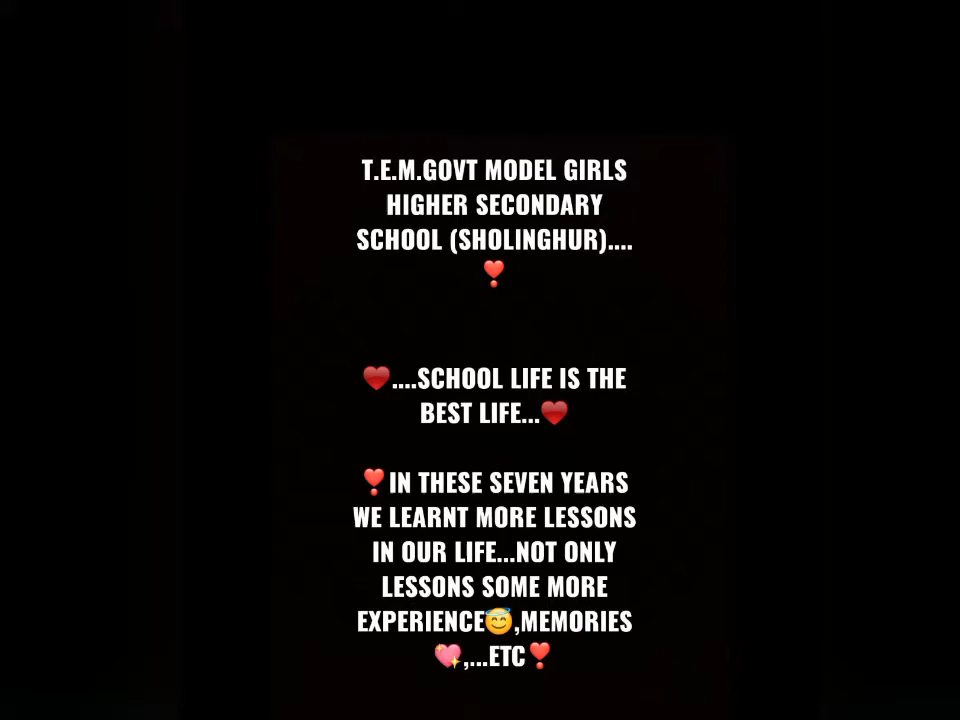 T.E.M.GOVT MODEL GIRLS
HIGHER SECONDARY
SCHOOL (SHOLINGHUR)....
❣️
♥️....SCHOOL LIFE IS THE
BEST LIFE...♥️
❣️IN THESE SEVEN YEARS
WE LEARNT MORE LESSONS
IN OUR LIFE...NOT ONLY
LESSONS SOME MORE
EXPERIENCE😇,MEMORIES
💖,...ETC❣️